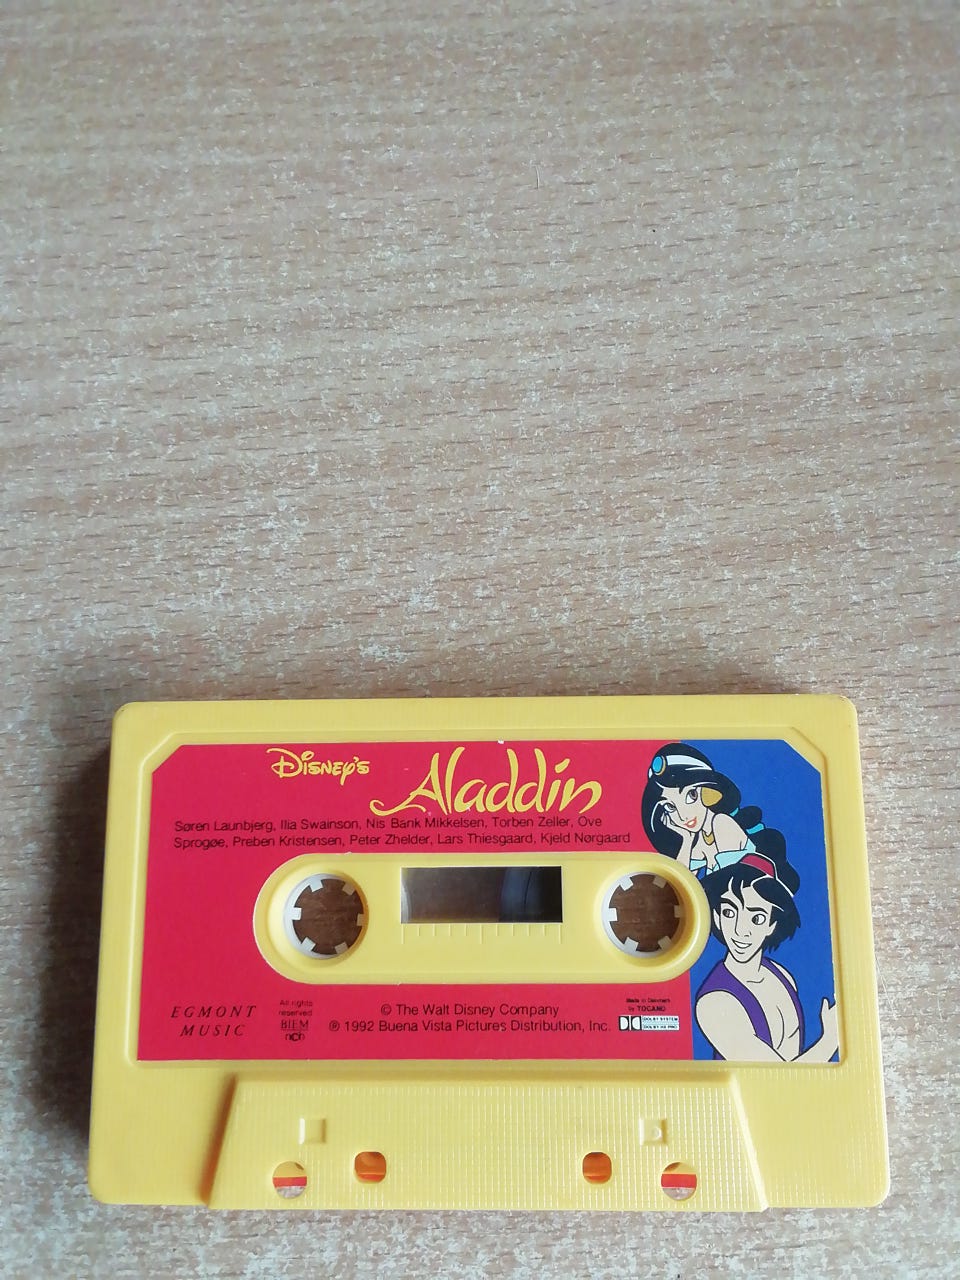 Disney's Aladdin
Søren Launbjerg, Ilia Swainson, Nis Bank Mikkelsen, Torben Zeller, Ove
Sprogøe, Preben Kristensen, Peter Zhelder, Lars Thiesgaard, Kjeld Nørgaard
EGMONT
MUSIC
All rights
reserved
BIEM
ncb
© The Walt Disney Company
℗ 1992 Buena Vista Pictures Distribution, Inc.
Made in Denmark
by TOCANO
DOLBY SYSTEM
DOLBY HX PRO